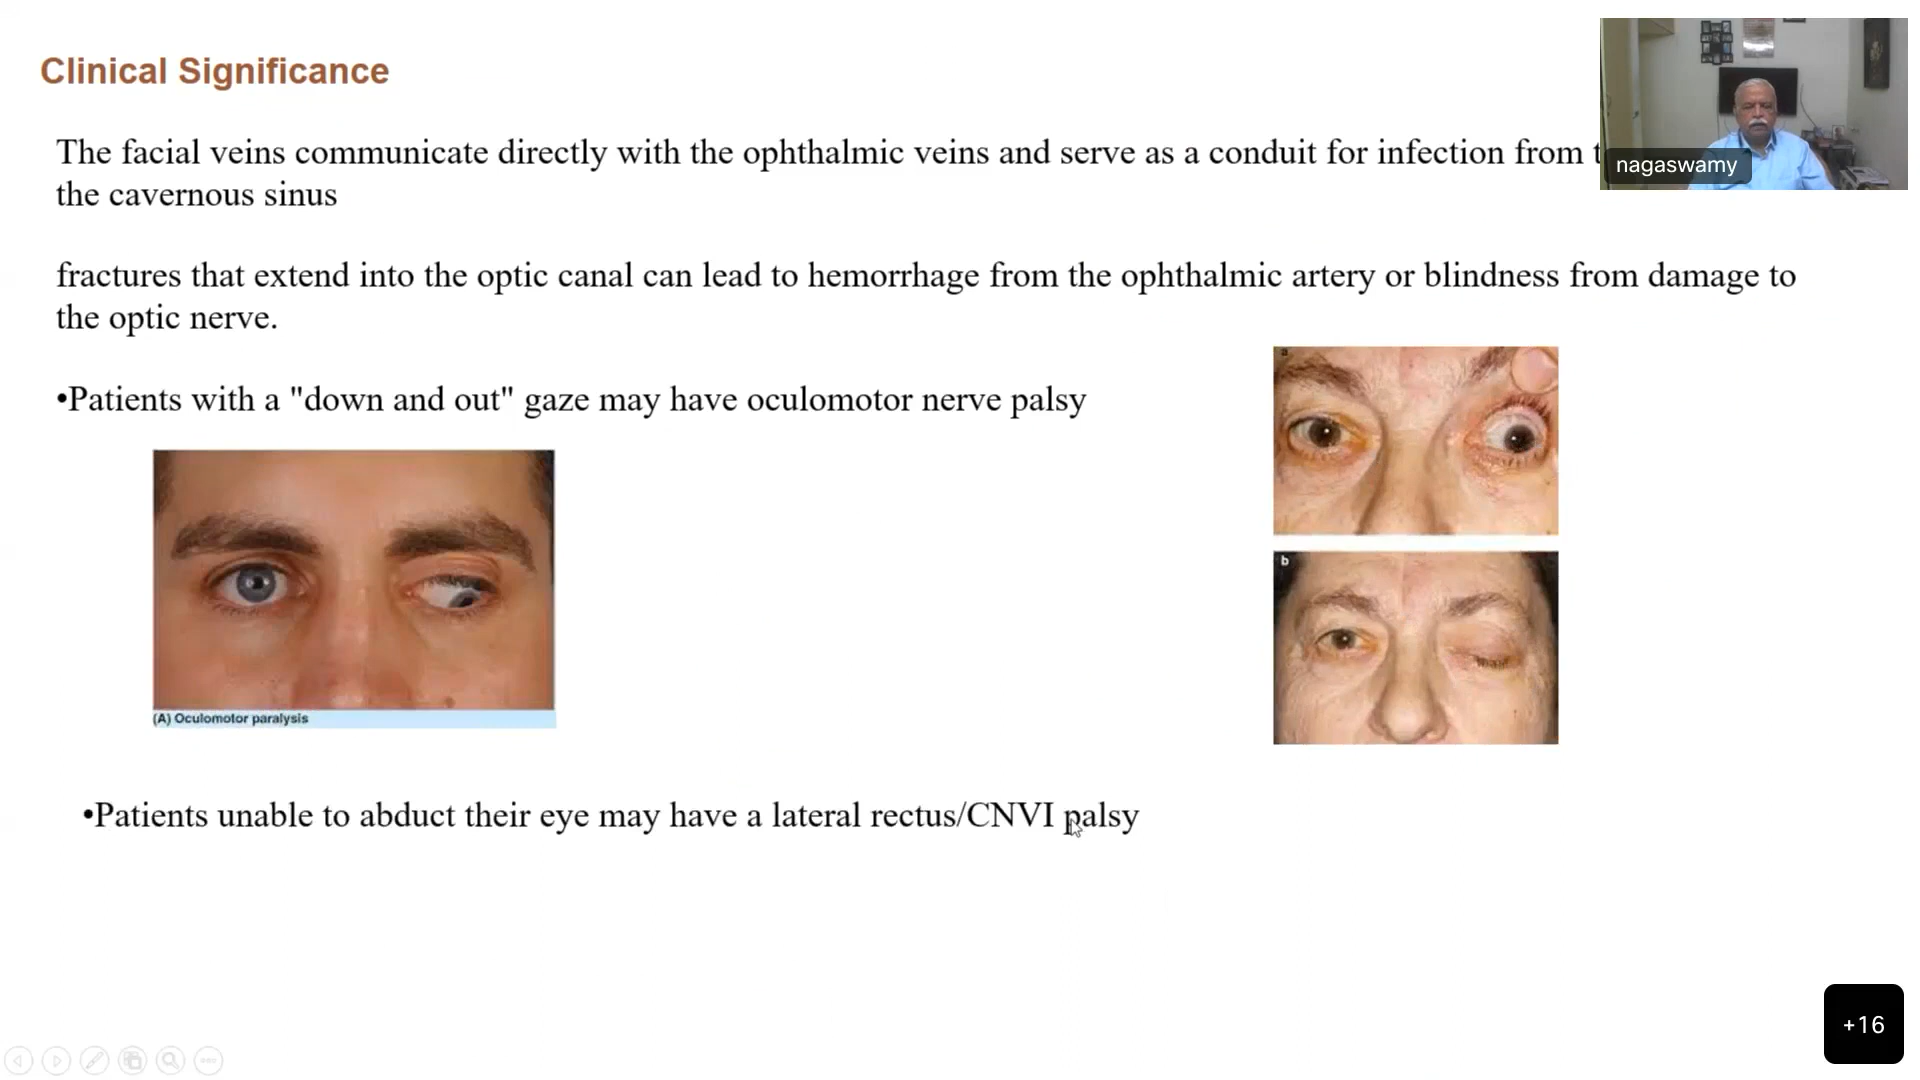 Clinical Significance
The facial veins communicate directly with the ophthalmic veins and serve as a conduit for infection from
the cavernous sinus
nagaswamy
fractures that extend into the optic canal can lead to hemorrhage from the ophthalmic artery or blindness from damage to
the optic nerve.
•Patients with a "down and out" gaze may have oculomotor nerve palsy
a
b
(A) Oculomotor paralysis
•Patients unable to abduct their eye may have a lateral rectus/CNVI palsy
+16